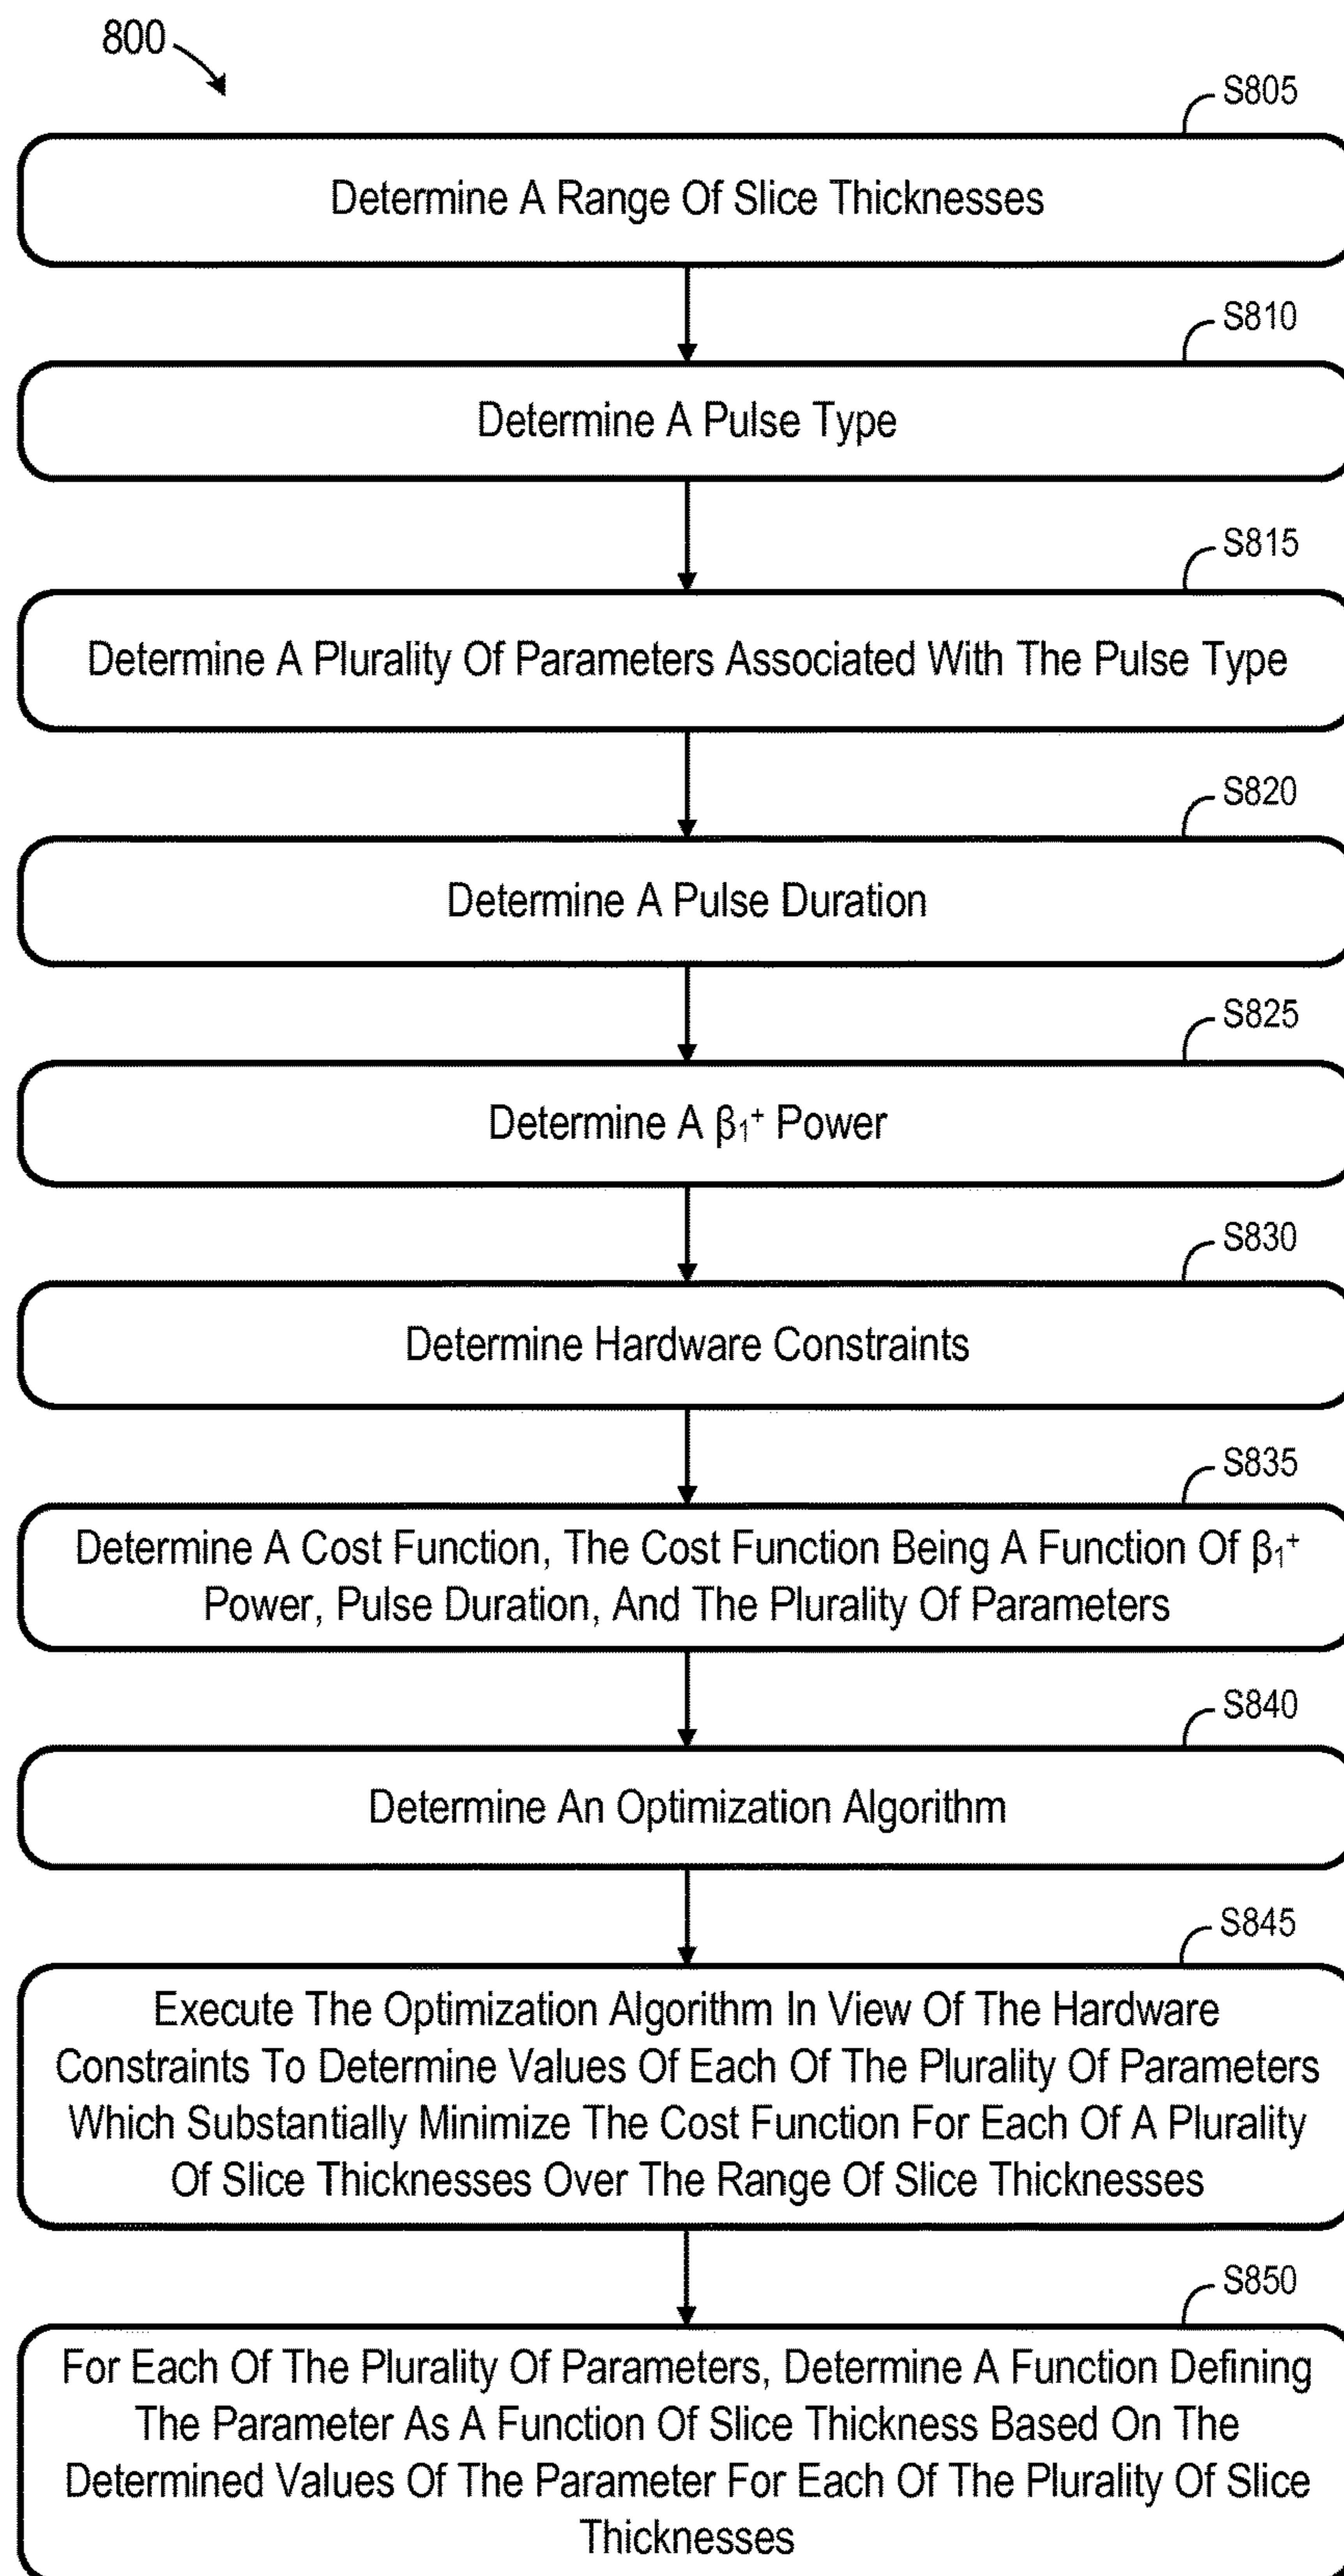 800
S805
Determine A Range Of Slice Thicknesses
S810
Determine A Pulse Type
S815
Determine A Plurality Of Parameters Associated With The Pulse Type
S820
Determine A Pulse Duration
S825
Determine A β₁⁺ Power
S830
Determine Hardware Constraints
S835
Determine A Cost Function, The Cost Function Being A Function Of β₁⁺
Power, Pulse Duration, And The Plurality Of Parameters
S840
Determine An Optimization Algorithm
S845
Execute The Optimization Algorithm In View Of The Hardware
Constraints To Determine Values Of Each Of The Plurality Of Parameters
Which Substantially Minimize The Cost Function For Each Of A Plurality
Of Slice Thicknesses Over The Range Of Slice Thicknesses
S850
For Each Of The Plurality Of Parameters, Determine A Function Defining
The Parameter As A Function Of Slice Thickness Based On The
Determined Values Of The Parameter For Each Of The Plurality Of Slice
Thicknesses